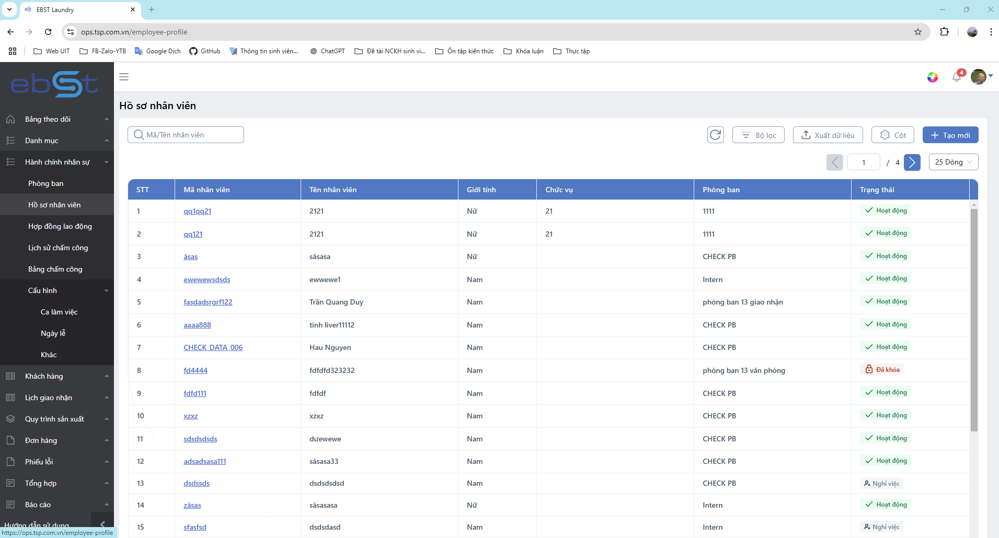 EBST Laundry
ops.tsp.com.vn/employee-profile
Web UIT FB-Zalo-YTB Google Dịch GitHub Thông tin sinh viên... ChatGPT Đề tài NCKH sinh vi... Ôn tập kiến thức Khóa luận Thực tập
ebst
4
Bảng theo dõi
Danh mục
Hành chính nhân sự
Phòng ban
Hồ sơ nhân viên
Hợp đồng lao động
Lịch sử chấm công
Bảng chấm công
Cấu hình
Ca làm việc
Ngày lễ
Khác
Khách hàng
Lịch giao nhận
Quy trình sản xuất
Đơn hàng
Phiếu lỗi
Tổng hợp
Báo cáo
Hướng dẫn sử dụng
https://ops.tsp.com.vn/employee-profile
Hồ sơ nhân viên
Mã/Tên nhân viên
Bộ lọc Xuất dữ liệu Cột Tạo mới
1 / 4 25 Dòng
STT Mã nhân viên Tên nhân viên Giới tính Chức vụ Phòng ban Trạng thái
1 qq1qq21 2121 Nữ 21 1111 Hoạt động
2 qq121 2121 Nữ 21 1111 Hoạt động
3 âsas sâsasa Nữ CHECK PB Hoạt động
4 ewewewsdsds ewwewe1 Nam Intern Hoạt động
5 fasdadsrgrf122 Trần Quang Duy Nam phòng ban 13 giao nhận Hoạt động
6 aaaa888 tinh liver11112 Nam CHECK PB Hoạt động
7 CHECK_DATA_006 Hau Nguyen Nam CHECK PB Hoạt động
8 fd4444 fdfdfd323232 Nam phòng ban 13 văn phòng Đã khóa
9 fdfd111 fdfdf Nam CHECK PB Hoạt động
10 xzxz xzxz Nam CHECK PB Hoạt động
11 sdsdsdsds dưewewe Nam CHECK PB Hoạt động
12 adsadsasa111 sâsasa33 Nam CHECK PB Hoạt động
13 dsdssds dsdsdsdsd Nam CHECK PB Nghỉ việc
14 zâsas sâsasasa Nữ Intern Hoạt động
15 sfasfsd dsdsdasd Nam Intern Nghỉ việc